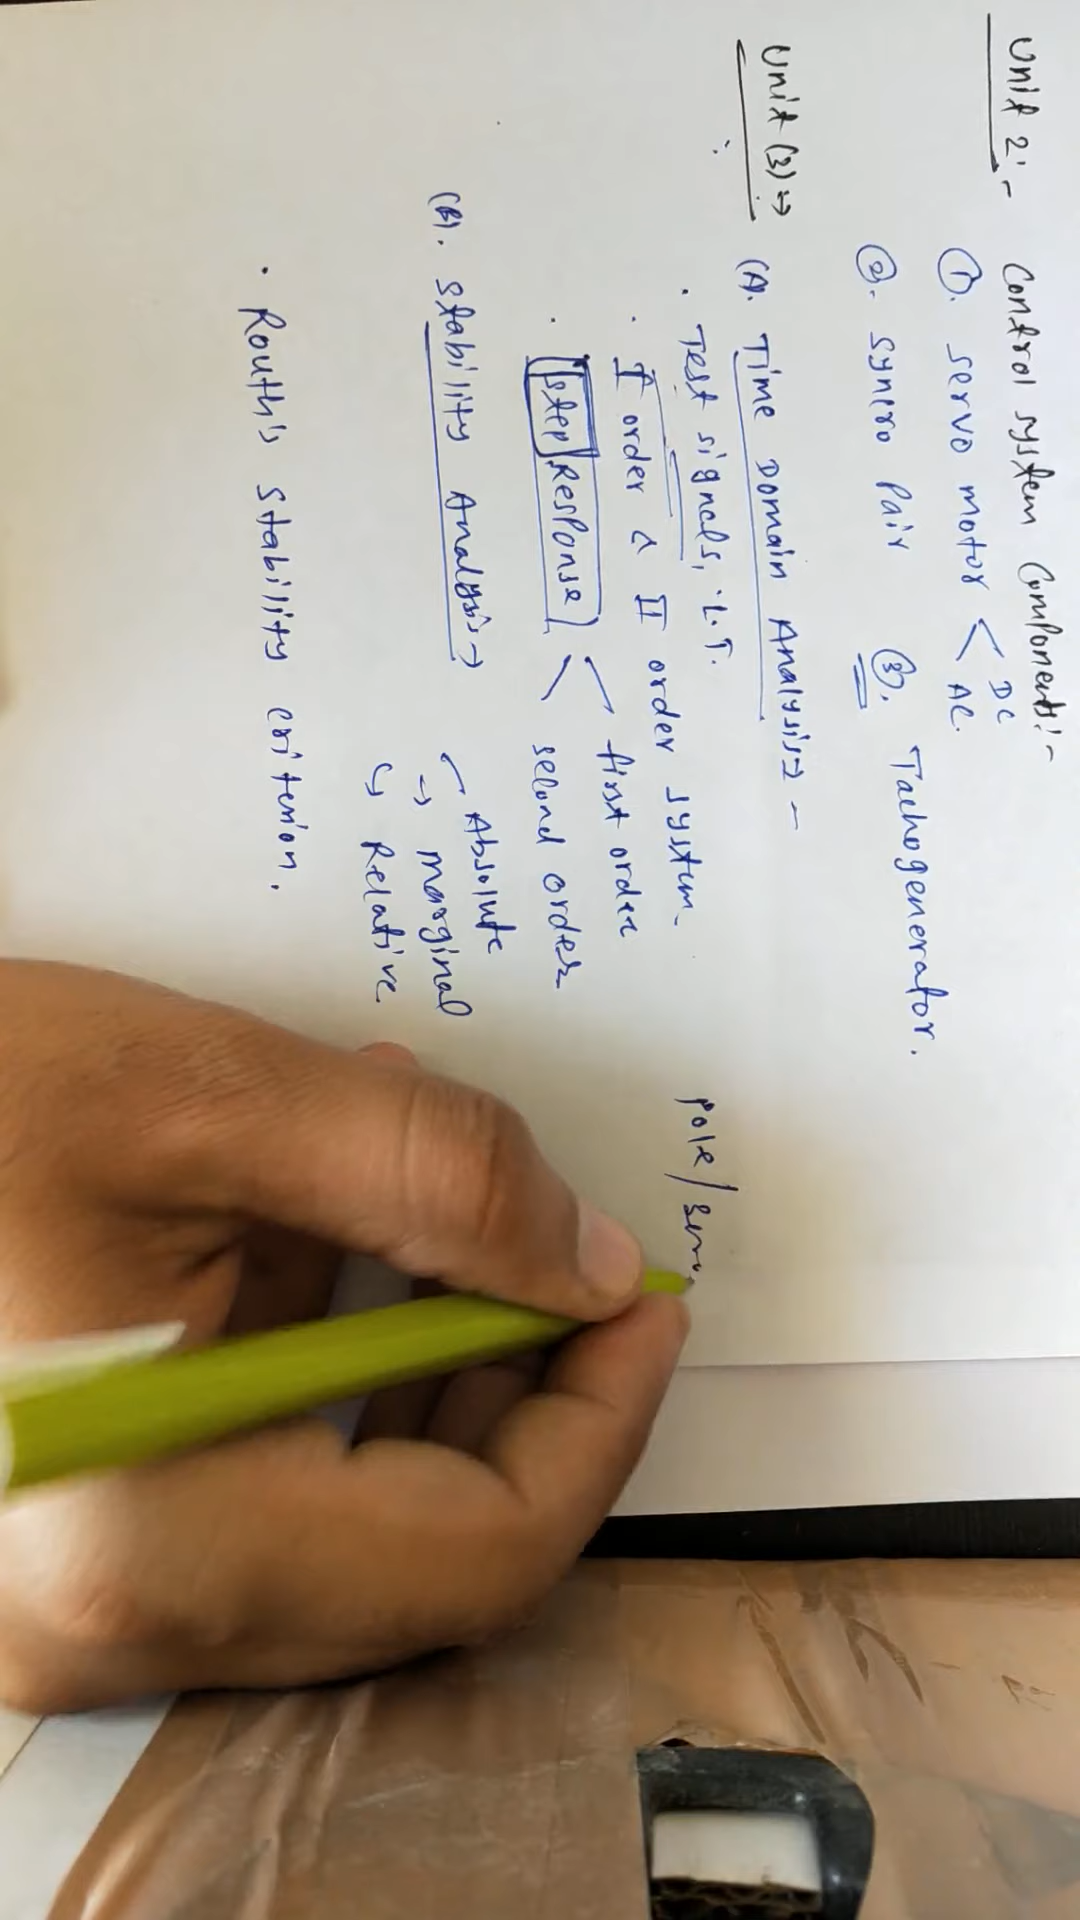 Unit 2:- Control system Components:-
①. servo motor < DC
AC.
②. syncro Pair ③. Tachogenerator.
Unit (3) → (A). Time Domain Analysis → -
. Test signals, L.T.
. I order & II order system.
. step Response < first order
second order
(B). Stability Analysis → Absolute
→ marginal
↳ Relative
. Routh's Stability criterion.
Pole/